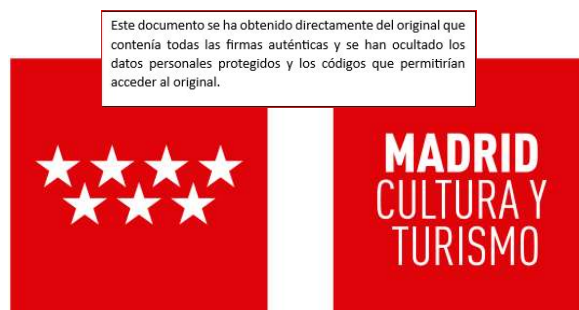 Este documento se ha obtenido directamente del original que
contenía todas las firmas auténticas y se han ocultado los
datos personales protegidos y los códigos que permitirían
acceder al original.
MADRID
CULTURA Y
TURISMO